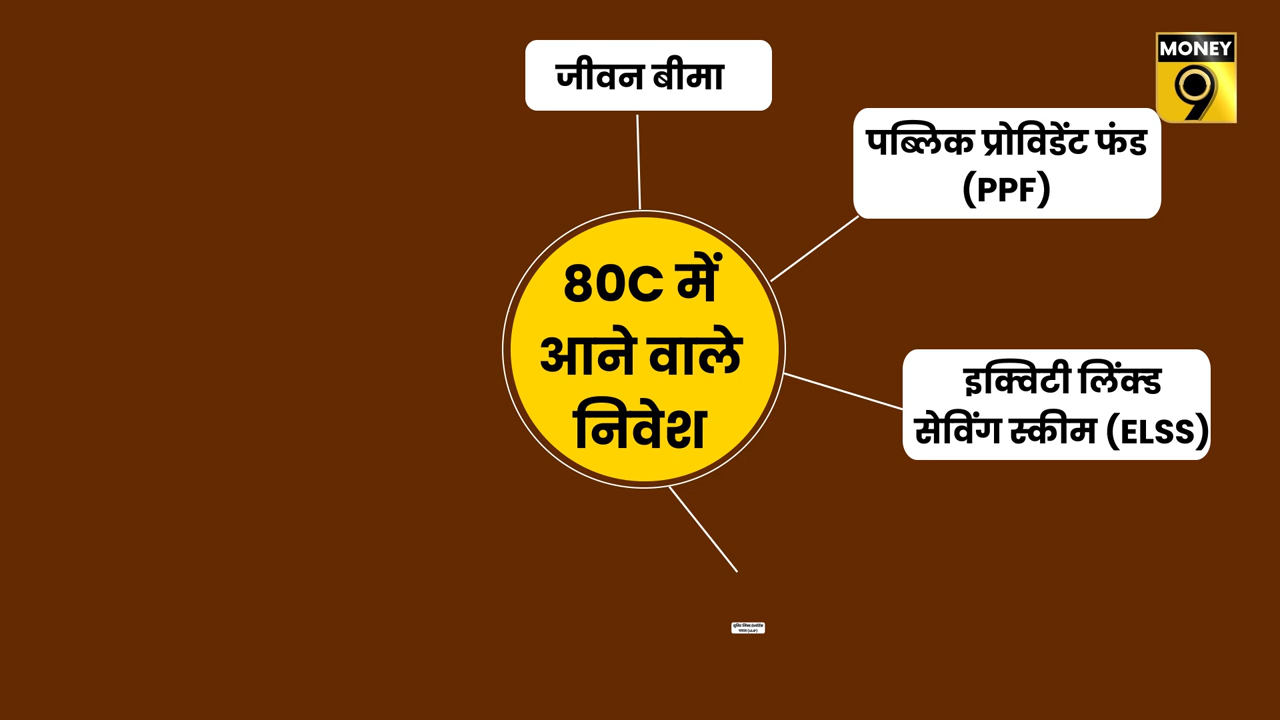 जीवन बीमा
MONEY
9
पब्लिक प्रोविडेंट फंड
(PPF)
80C में
आने वाले
निवेश
इक्विटी लिंक्ड
सेविंग स्कीम (ELSS)